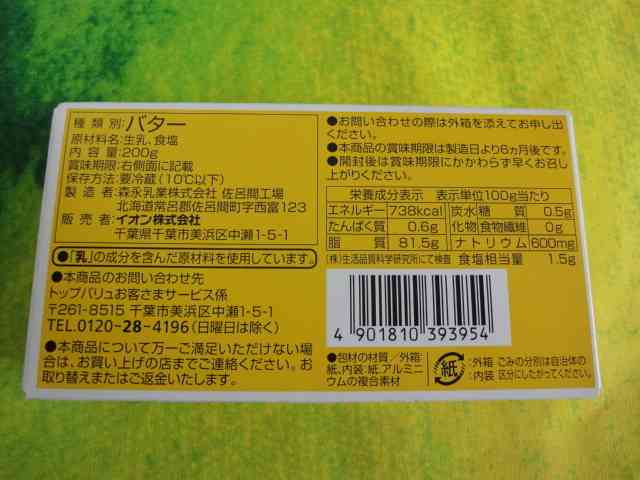 種類別:バター
原材料名:生乳、食塩
内容量:200g
賞味期限:右側面に記載
保存方法:要冷蔵(10℃以下)
製造者:森永乳業株式会社 佐呂間工場
北海道常呂郡佐呂間町字西富123
販売者:イオン株式会社
千葉県千葉市美浜区中瀬1-5-1
●「乳」の成分を含んだ原材料を使用しています。
●本商品のお問い合わせ先
トップバリュお客さまサービス係
〒261-8515 千葉市美浜区中瀬1-5-1
TEL.0120-28-4196(日曜日は除く)
●本商品について万一ご満足いただけない場
合は、お買い上げの店までご連絡ください。お
取り替えまたはご返金いたします。
●お問い合わせの際は外箱を添えてお申し出
ください。
●本商品の賞味期限は製造日より6ヵ月後です。
●開封後は賞味期限にかかわらず早くお召し
上がりください。
栄養成分表示 表示単位100g当たり
エネルギー 738kcal 炭水化物 糖質 0.5g
たんぱく質 0.6g 食物繊維 0g
脂質 81.5g ナトリウム 600mg
(株)生活品質科学研究所にて検査 食塩相当量 1.5g
4 901810 393954
●包材の材質/外箱:
紙、内装:紙、アルミニ
ウムの複合素材
紙 :外箱 ごみの分別は自治体の
:内装 区分にしたがってください。